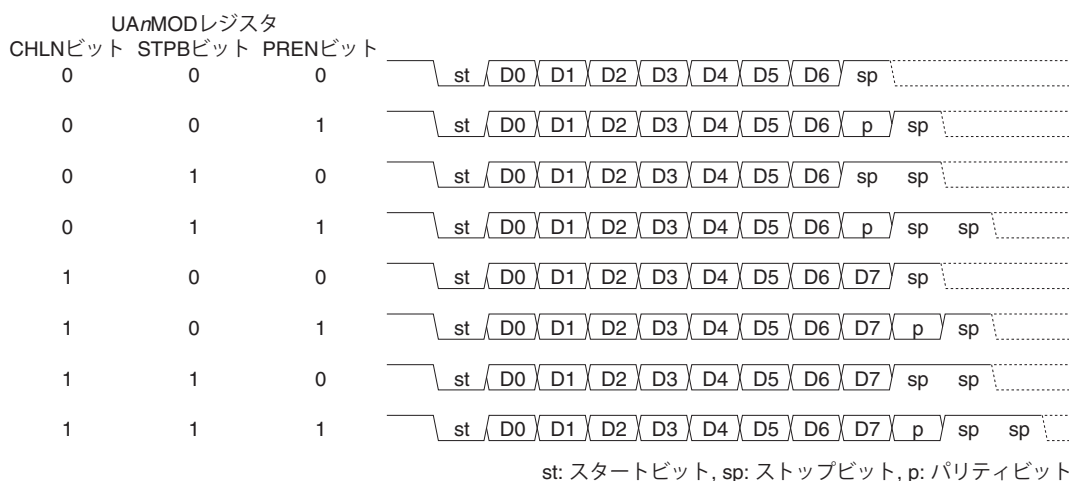 UAnMODレジスタ
CHLNビット STPBビット PRENビット
0 0 0 st D0 D1 D2 D3 D4 D5 D6 sp
0 0 1 st D0 D1 D2 D3 D4 D5 D6 p sp
0 1 0 st D0 D1 D2 D3 D4 D5 D6 sp sp
0 1 1 st D0 D1 D2 D3 D4 D5 D6 p sp sp
1 0 0 st D0 D1 D2 D3 D4 D5 D6 D7 sp
1 0 1 st D0 D1 D2 D3 D4 D5 D6 D7 p sp
1 1 0 st D0 D1 D2 D3 D4 D5 D6 D7 sp sp
1 1 1 st D0 D1 D2 D3 D4 D5 D6 D7 p sp sp
st: スタートビット, sp: ストップビット, p: パリティビット